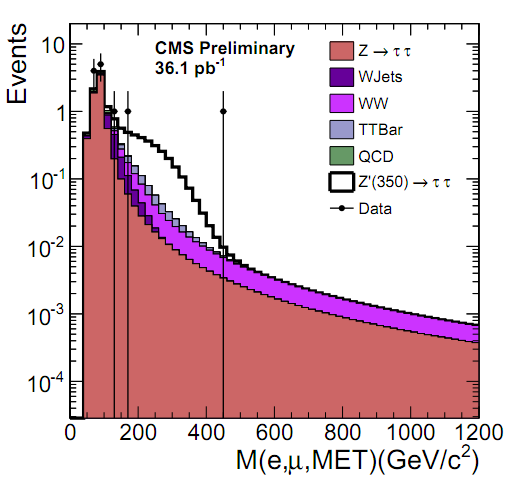 Events
CMS Preliminary
36.1 pb⁻¹
Z → τ τ
WJets
WW
TTBar
QCD
Z'(350) → τ τ
Data
10
1
10⁻¹
10⁻²
10⁻³
10⁻⁴
0 200 400 600 800 1000 1200
M(e,μ,MET)(GeV/c²)